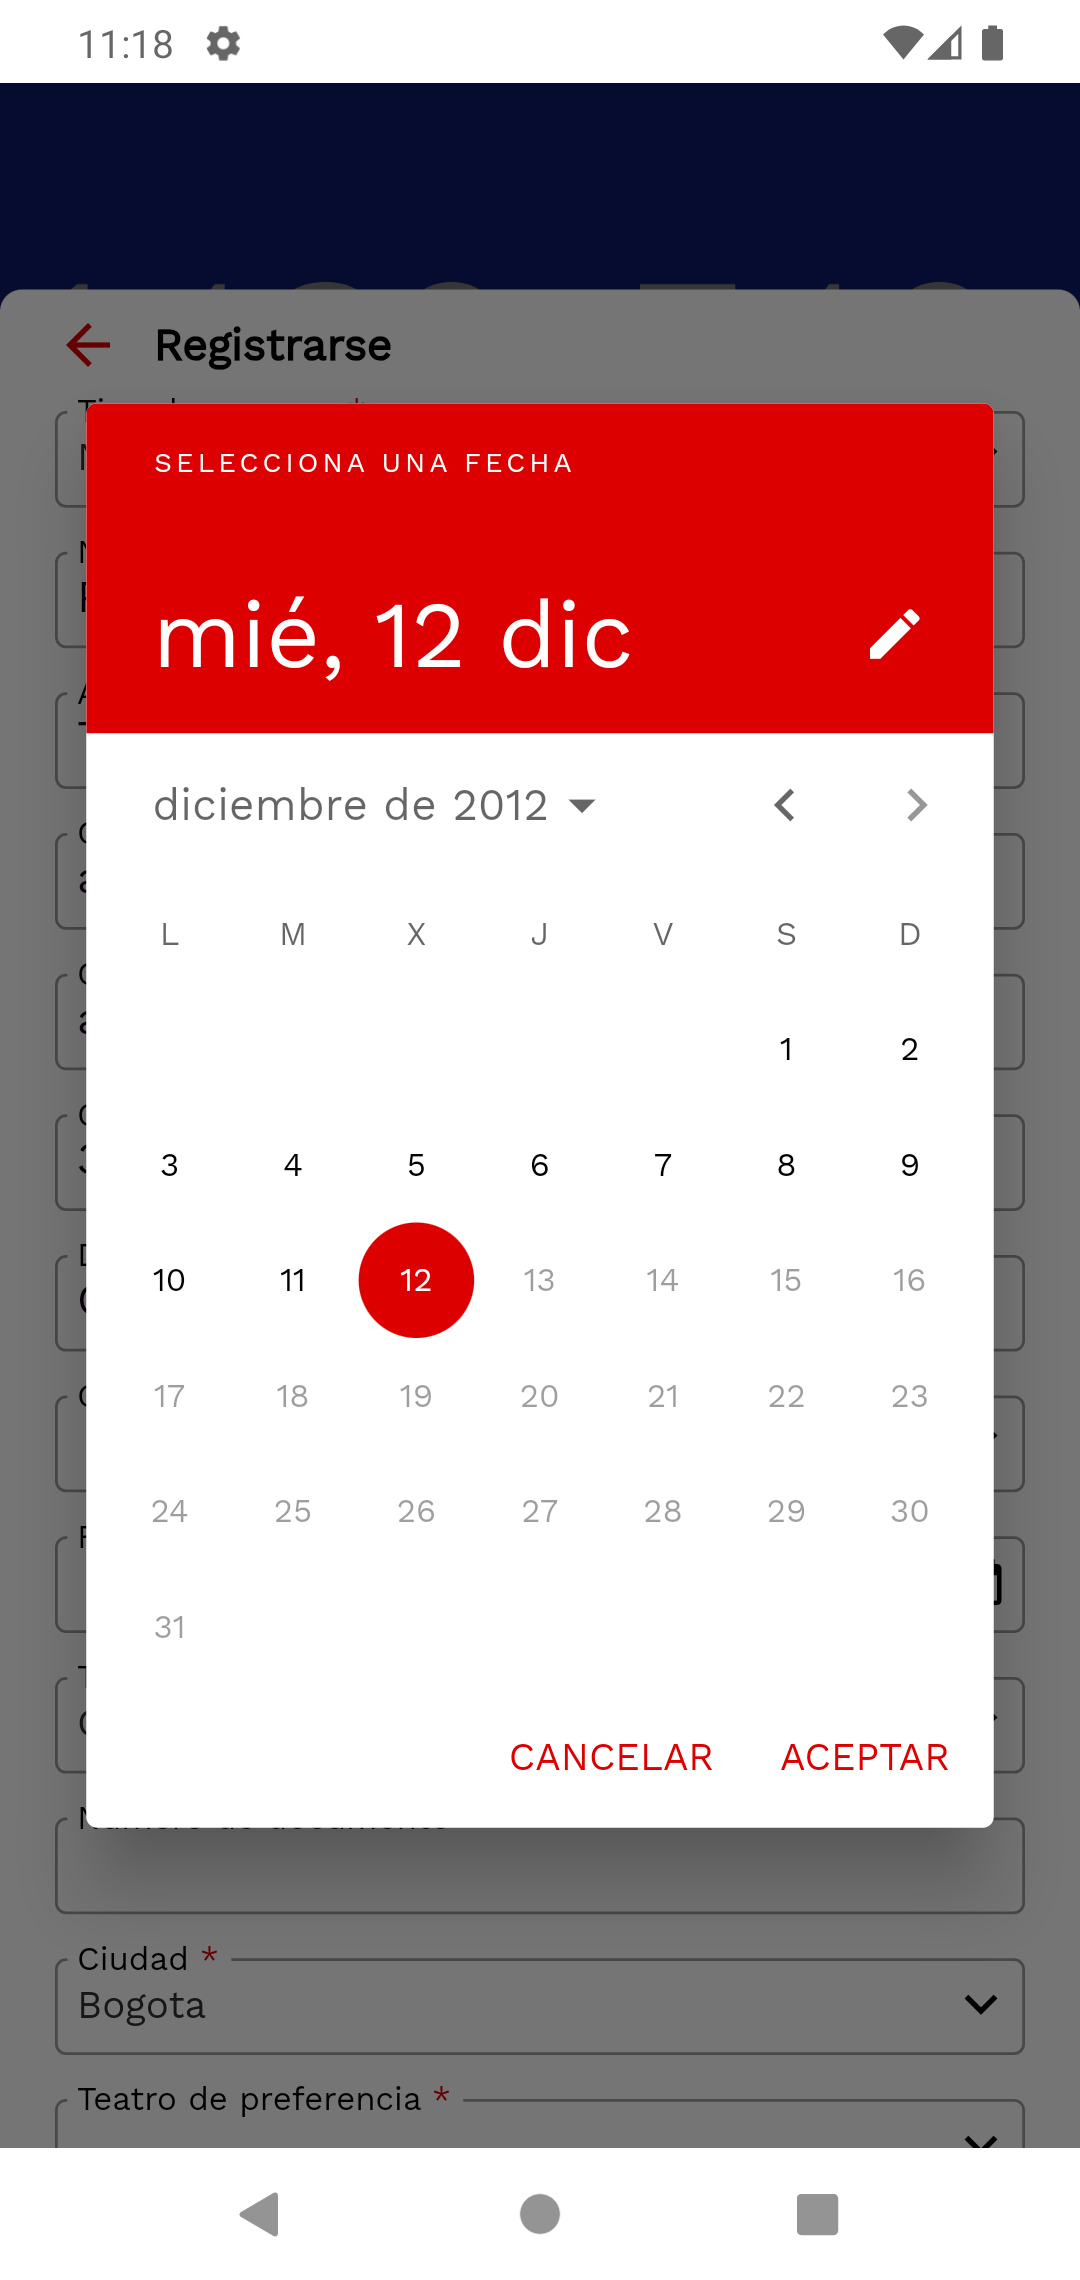 11:18
Registrarse
SELECCIONA UNA FECHA
mié, 12 dic
diciembre de 2012
L M X J V S D
1 2
3 4 5 6 7 8 9
10 11 12 13 14 15 16
17 18 19 20 21 22 23
24 25 26 27 28 29 30
31
CANCELAR ACEPTAR
Ciudad *
Bogota
Teatro de preferencia *